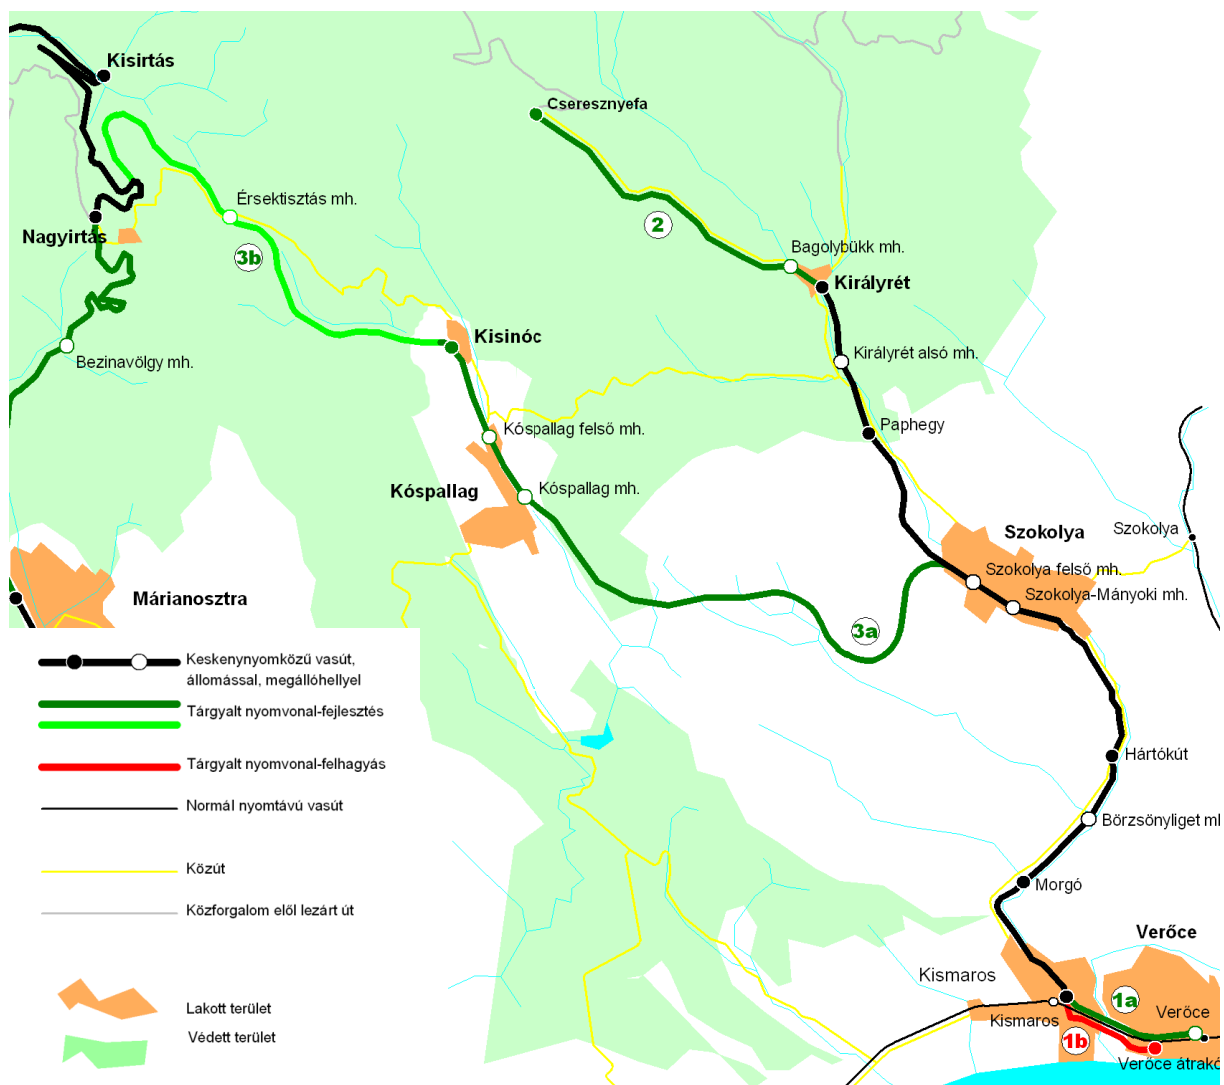 Kisirtás
Cseresznyefa
Érsektisztás mh.
2
Nagyirtás
3b
Bagolybükk mh.
Királyrét
Kisinóc
Bezinavölgy mh.
Királyrét alsó mh.
Kóspallag felső mh.
Paphegy
Kóspallag
Kóspallag mh.
Szokolya
Szokolya
Szokolya felső mh.
Szokolya-Mányoki mh.
Márianosztra
3a
Keskenynyomközű vasút,
állomással, megállóhellyel
Tárgyalt nyomvonal-fejlesztés
Tárgyalt nyomvonal-felhagyás
Normál nyomtávú vasút
Közút
Közforgalom elől lezárt út
Lakott terület
Védett terület
Hártókút
Börzsönyliget
Morgó
Verőce
Kismaros
1a
Verőce
Kismaros
1b
Verőce átrakó